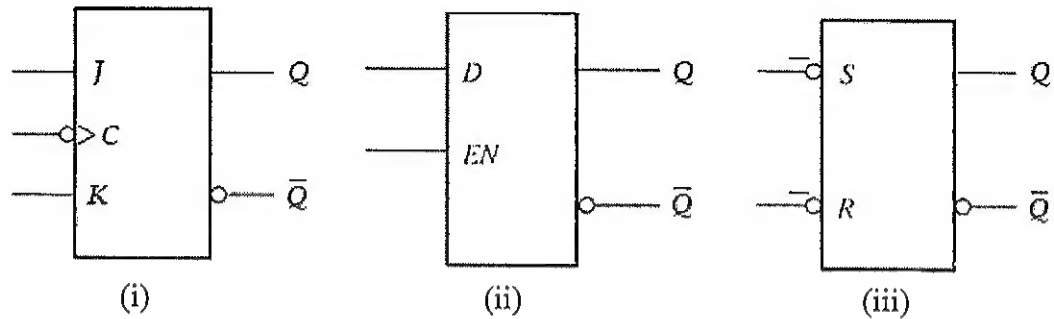 J Q D Q S Q
C EN
K Q̅ Q̅ R Q̅
(i) (ii) (iii)